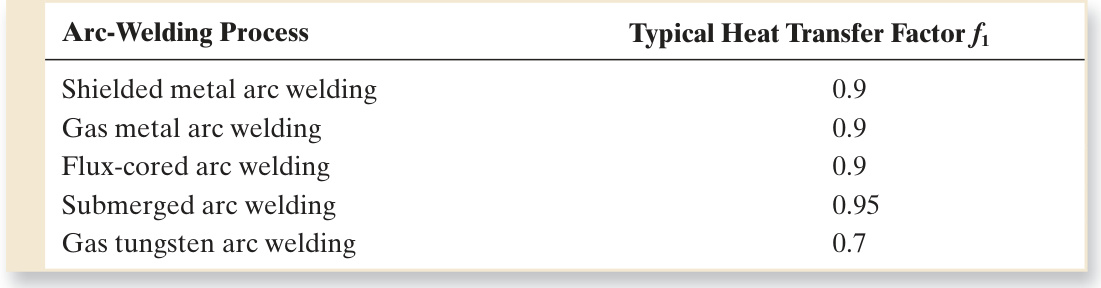 Arc-Welding Process Typical Heat Transfer Factor f1
Shielded metal arc welding 0.9
Gas metal arc welding 0.9
Flux-cored arc welding 0.9
Submerged arc welding 0.95
Gas tungsten arc welding 0.7